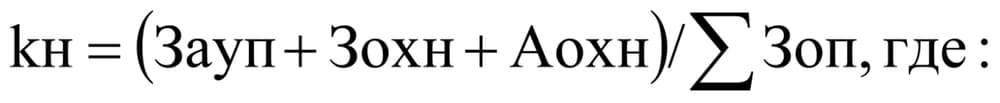 kн = (Зауп + Зохн + Аохн)/∑Зоп, где :